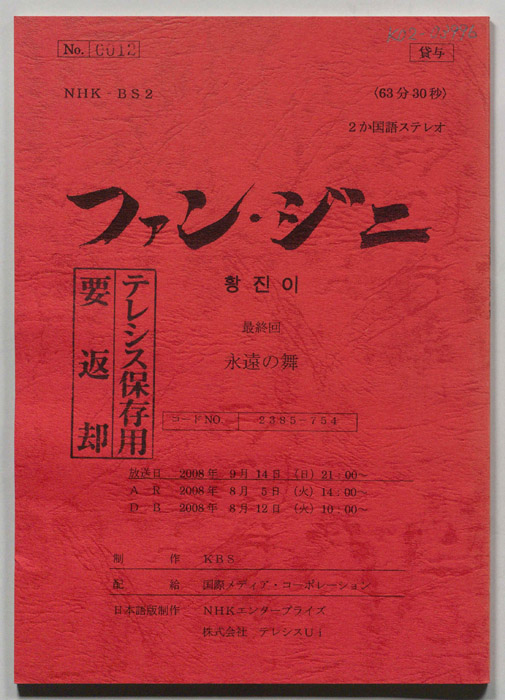 No. 0012
貸与
NHK‐BS2
(63分30秒)
2か国語ステレオ
ファン・ジニ
황진이
最終回
永遠の舞
テレシス保存用
要返却
コードNO. 2395-754
放送日 2008年 9月14日 (日) 21:00~
A R 2008年 8月 5日 (火) 14:00~
D B 2008年 8月12日 (火) 10:00~
制 作 KBS
配 給 国際メディア・コーポレーション
日本語版制作 NHKエンタープライズ
株式会社 テレシスUi